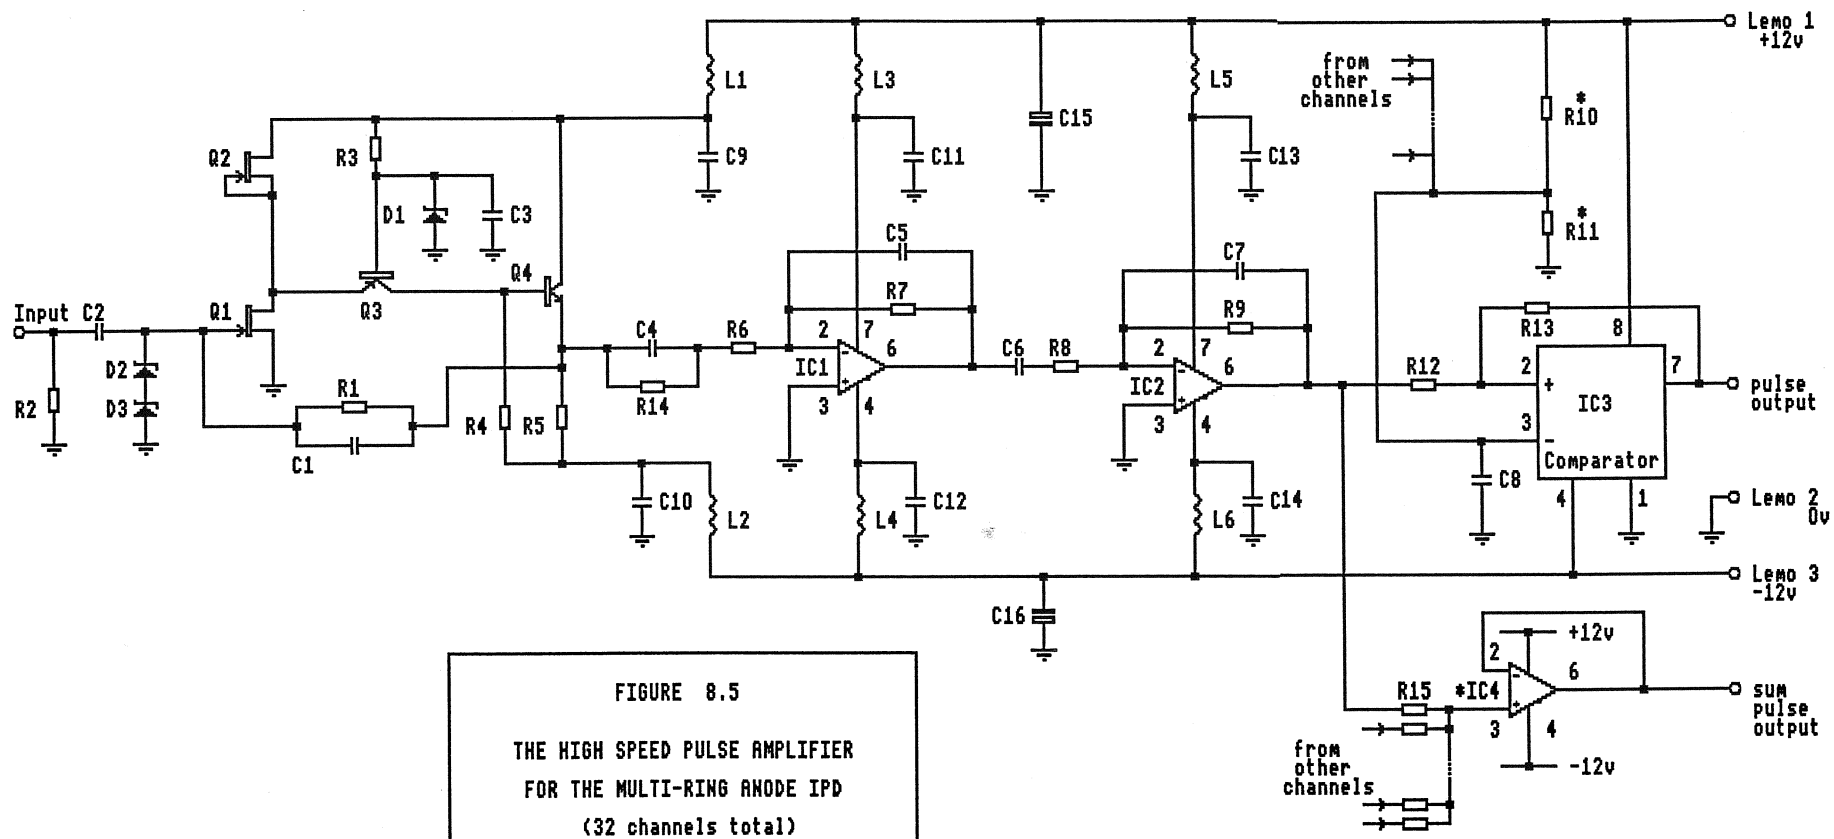 Lemo 1
+12v
from
other
channels
*
R10
*
R11
L1
L3
L5
C15
C9
C11
C13
Q2
R3
D1
C3
Q4
Q3
Input C2
Q1
D2
D3
R2
R1
C1
R4
R5
C4
R14
R6
C5
R7
2
7
6
IC1
3
4
C6
R8
C7
R9
2
7
6
IC2
3
4
R12
R13
8
2
7
+
IC3
3
-
Comparator
4
1
C8
pulse
output
C10
L2
L4
C12
L6
C14
Lemo 2
0v
Lemo 3
-12v
C16
+12v
2
6
R15
*IC4
3
4
-12v
sum
pulse
output
from
other
channels
FIGURE 8.5
THE HIGH SPEED PULSE AMPLIFIER
FOR THE MULTI-RING ANODE IPD
(32 channels total)